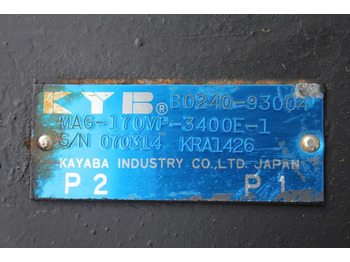 KYB® B0240-93004
MAG-170VP-3400E-1
S/N 070314 KRA1426
KAYABA INDUSTRY CO.,LTD. JAPAN
P2 P1